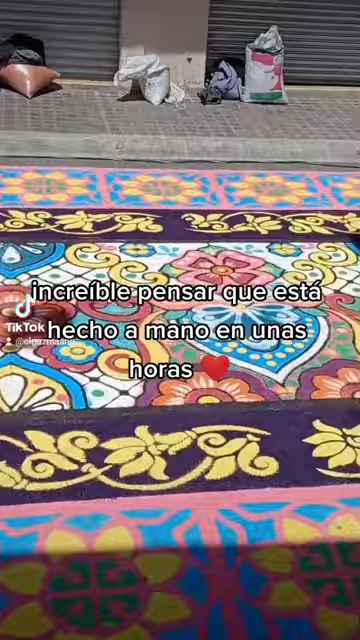 increíble pensar que está
hecho a mano en unas
horas ❤️
TikTok